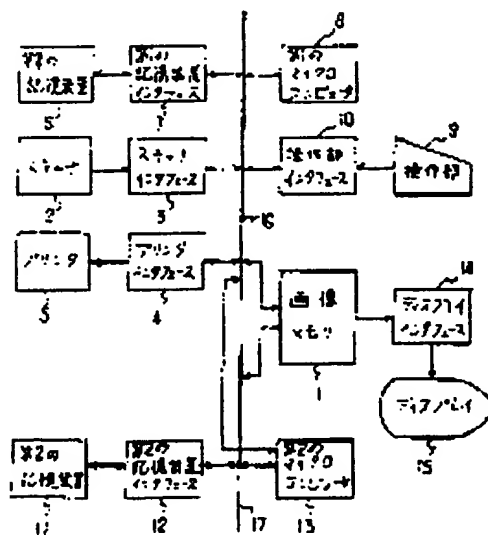 8
第1の
記憶装置
第1の
記憶装置
インタフェース
第1の
マイクロ
コンピュータ
6
7
10
9
スキャナ
スキャナ
インタフェース
操作部
インタフェース
操作部
2
3
16
プリンタ
プリンタ
インタフェース
画像
メモリ
14
ディスプレイ
インタフェース
5
4
1
ディスプレイ
15
第2の
記憶装置
第2の
記憶装置
インタフェース
第2の
マイクロ
コンピュータ
11
12
17
13